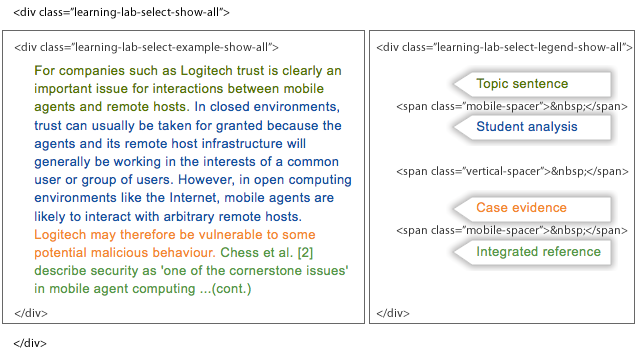 <div class="learning-lab-select-show-all">
<div class="learning-lab-select-example-show-all">
For companies such as Logitech trust is clearly an
important issue for interactions between mobile
agents and remote hosts. In closed environments,
trust can usually be taken for granted because the
agents and its remote host infrastructure will
generally be working in the interests of a common
user or group of users. However, in open computing
environments like the Internet, mobile agents are
likely to interact with arbitrary remote hosts.
Logitech may therefore be vulnerable to some
potential malicious behaviour. Chess et al. [2]
describe security as 'one of the cornerstone issues'
in mobile agent computing ...(cont.)
</div>
<div class="learning-lab-select-legend-show-all">
Topic sentence
<span class="mobile-spacer">&nbsp;</span>
Student analysis
<span class="vertical-spacer">&nbsp;</span>
Case evidence
<span class="mobile-spacer">&nbsp;</span>
Integrated reference
</div>
</div>